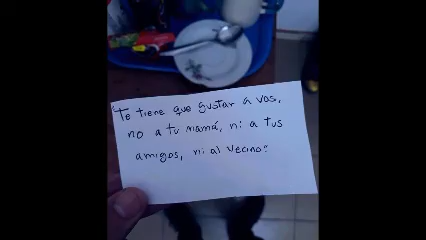 "Te tiene que gustar a vos,
no a tu mamá, ni a tus
amigos, ni al vecino"